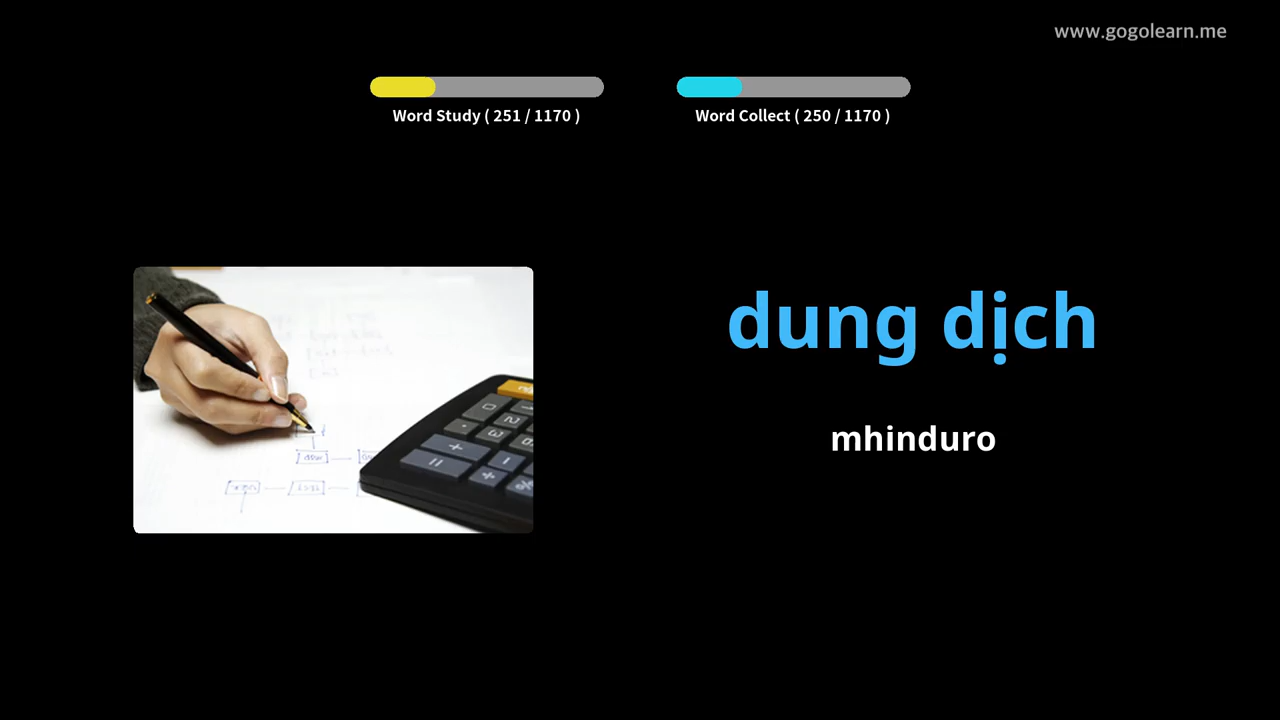 www.gogolearn.me
Word Study ( 251 / 1170 )
Word Collect ( 250 / 1170 )
dung dịch
mhinduro